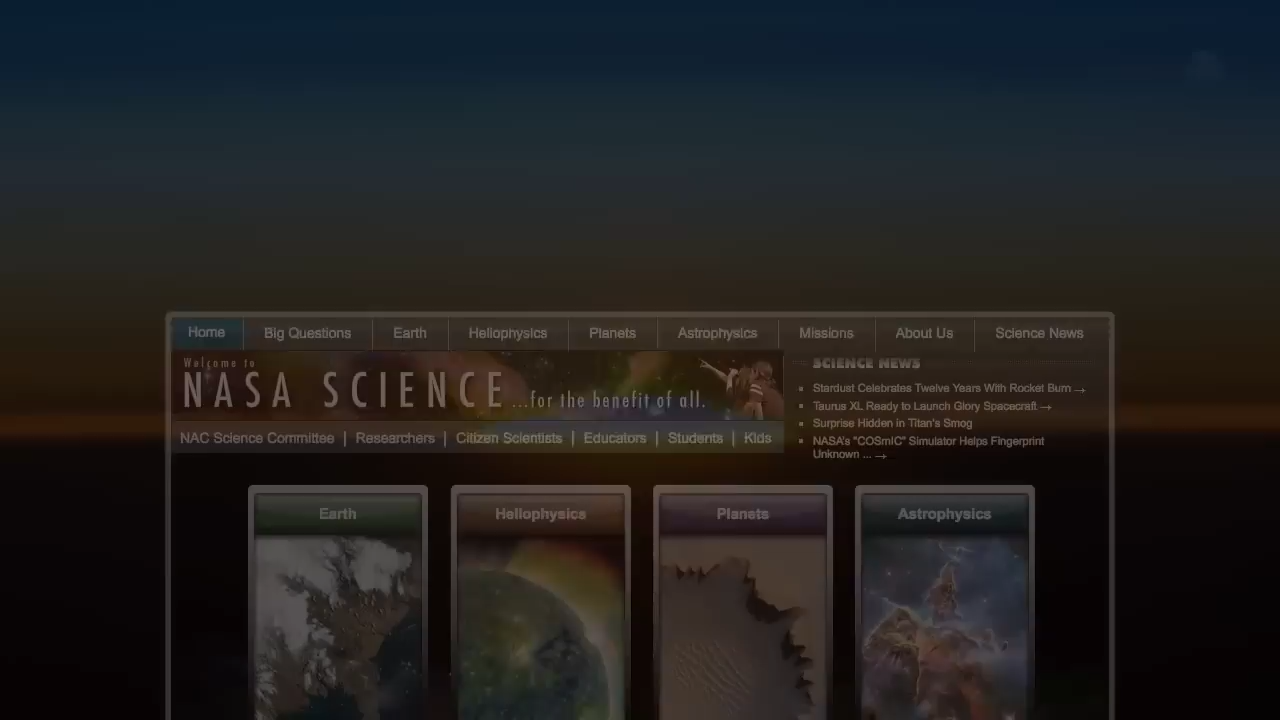 Home Big Questions Earth Heliophysics Planets Astrophysics Missions About Us Science News
Welcome to
NASA SCIENCE ...for the benefit of all.
NAC Science Committee | Researchers | Citizen Scientists | Educators | Students | Kids
SCIENCE NEWS
Stardust Celebrates Twelve Years With Rocket Burn →
Taurus XL Ready to Launch Glory Spacecraft →
Surprise Hidden in Titan's Smog
NASA's "COSmIC" Simulator Helps Fingerprint
Unknown ... →
Earth
Heliophysics
Planets
Astrophysics